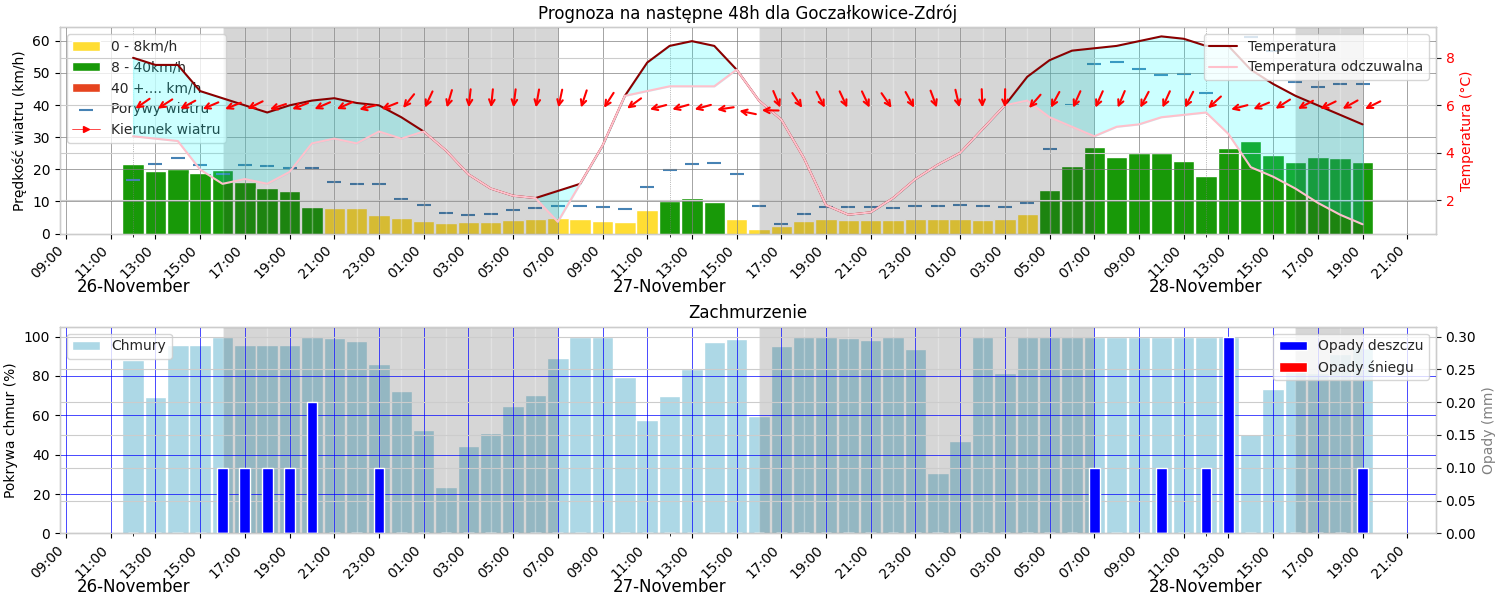 Prognoza na następne 48h dla Goczałkowice-Zdrój
Prędkość wiatru (km/h)
60
50
40
30
20
10
0
0 - 8km/h
8 - 40km/h
40 +.... km/h
Porywy wiatru
Kierunek wiatru
Temperatura
Temperatura odczuwalna
8
6
4
2
Temperatura (°C)
09:00 11:00 13:00 15:00 17:00 19:00 21:00 23:00 01:00 03:00 05:00 07:00 09:00 11:00 13:00 15:00 17:00 19:00 21:00 23:00 01:00 03:00 05:00 07:00 09:00 11:00 13:00 15:00 17:00 19:00 21:00
26-November 27-November 28-November
Zachmurzenie
Pokrywa chmur (%)
100
80
60
40
20
0
Chmury
Opady deszczu
Opady śniegu
0.30
0.25
0.20
0.15
0.10
0.05
0.00
Opady (mm)
09:00 11:00 13:00 15:00 17:00 19:00 21:00 23:00 01:00 03:00 05:00 07:00 09:00 11:00 13:00 15:00 17:00 19:00 21:00 23:00 01:00 03:00 05:00 07:00 09:00 11:00 13:00 15:00 17:00 19:00 21:00
26-November 27-November 28-November